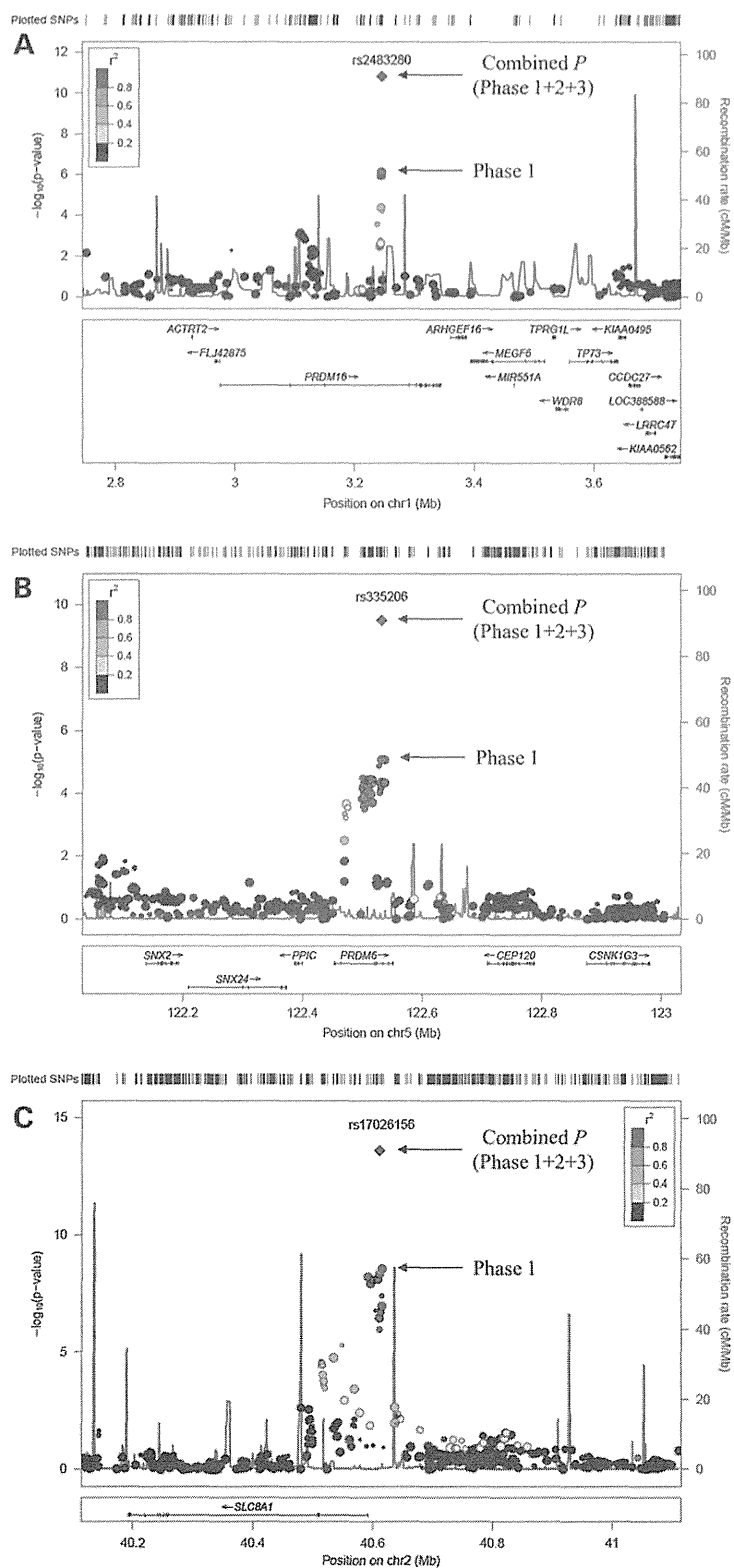 Plotted SNPs
A
12
10
8
6
4
2
0
−log₁₀(p−value)
r²
0.8
0.6
0.4
0.2
rs2483280
Combined P
(Phase 1+2+3)
Phase 1
100
80
60
40
20
0
Recombination rate (cM/Mb)
ACTRT2→
←FLJ42875
PRDM16→
ARHGEF16→
←MEGF6
←MIR551A
TPRG1L→
←WDR8
←KIAA0495
TP73→
CCDC27→
LOC388588→
←LRRC47
←KIAA0562
2.8 3 3.2 3.4 3.6
Position on chr1 (Mb)
Plotted SNPs
B
10
8
6
4
2
0
−log₁₀(p−value)
r²
0.8
0.6
0.4
0.2
rs335206
Combined P
(Phase 1+2+3)
Phase 1
100
80
60
40
20
0
Recombination rate (cM/Mb)
SNX2→
SNX24→
←PPIC
PRDM6→
←CEP120
CSNK1G3→
122.2 122.4 122.6 122.8 123
Position on chr5 (Mb)
Plotted SNPs
C
15
10
5
0
−log₁₀(p−value)
rs17026156
Combined P
(Phase 1+2+3)
Phase 1
r²
0.8
0.6
0.4
0.2
100
80
60
40
20
0
Recombination rate (cM/Mb)
←SLC8A1
40.2 40.4 40.6 40.8 41
Position on chr2 (Mb)